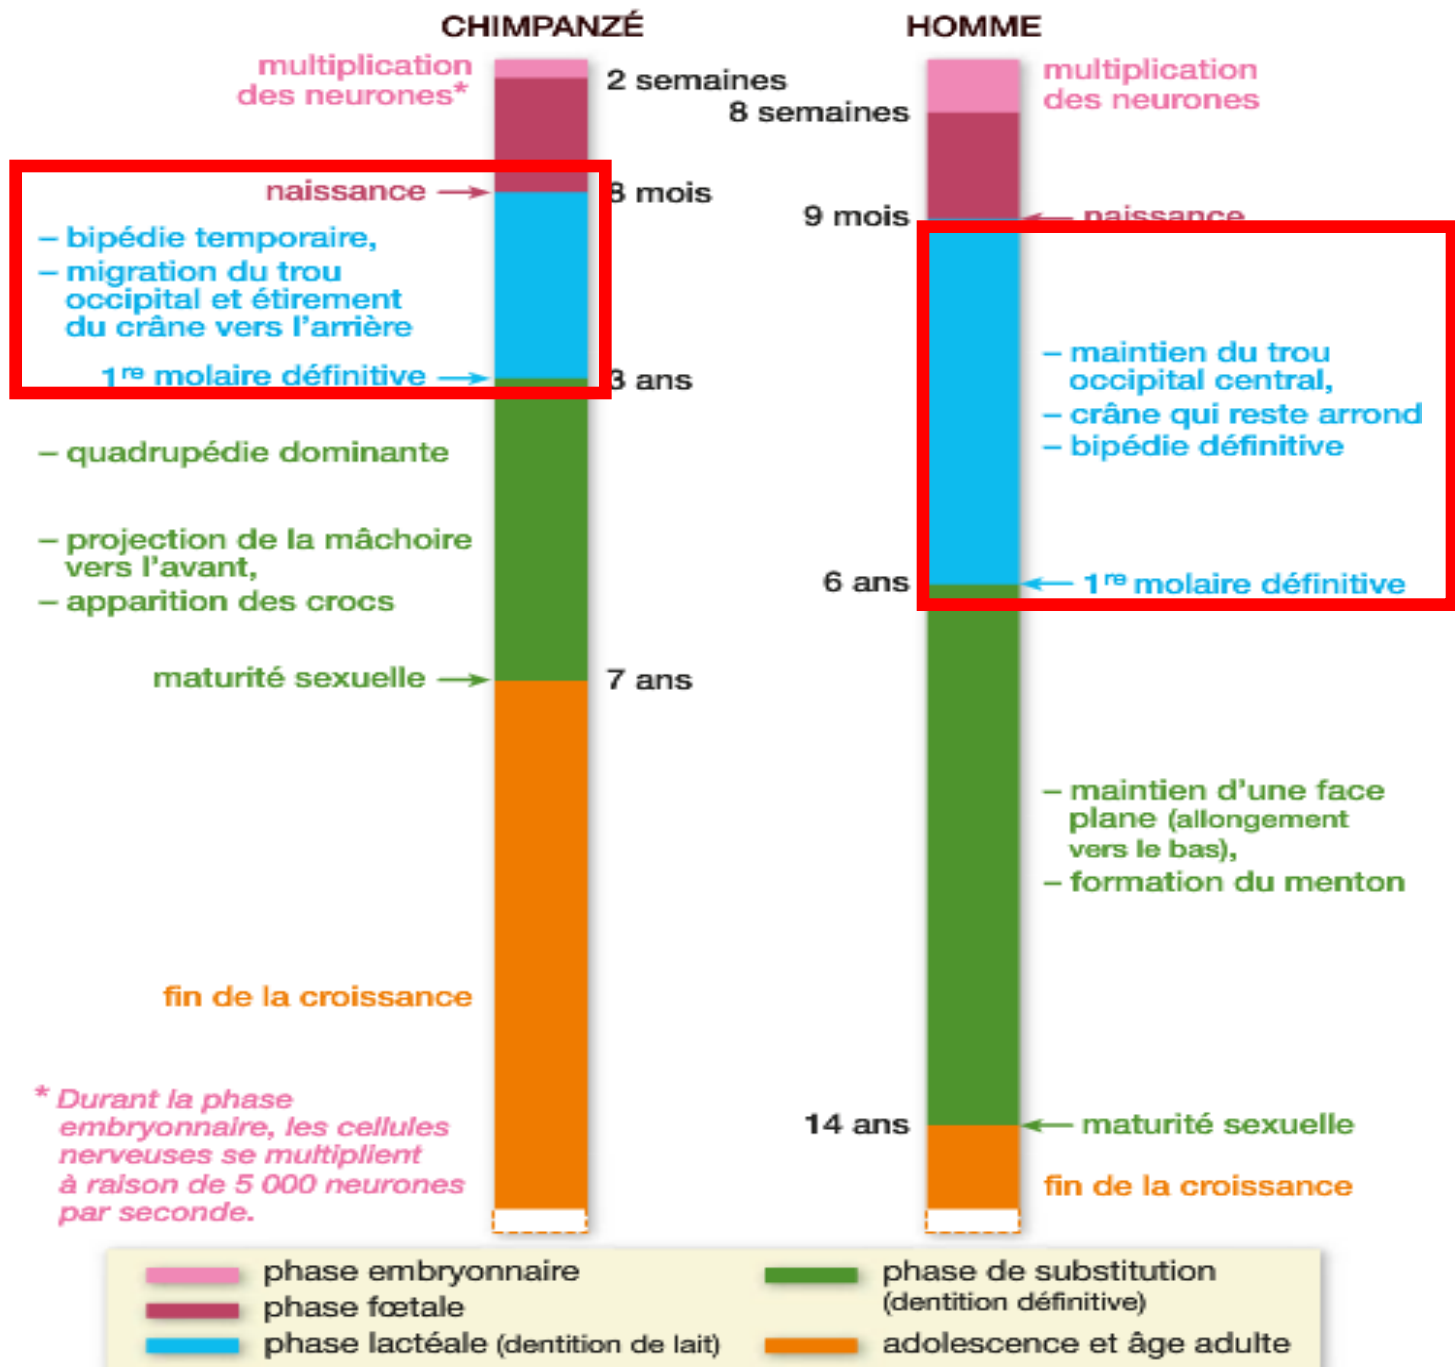 CHIMPANZÉ
multiplication
des neurones*
2 semaines
naissance
8 mois
– bipédie temporaire,
– migration du trou
occipital et étirement
du crâne vers l'arrière
1re molaire définitive
3 ans
– quadrupédie dominante
– projection de la mâchoire
vers l'avant,
– apparition des crocs
maturité sexuelle
7 ans
fin de la croissance
* Durant la phase
embryonnaire, les cellules
nerveuses se multiplient
à raison de 5 000 neurones
par seconde.
HOMME
multiplication
des neurones
8 semaines
9 mois
naissance
– maintien du trou
occipital central,
– crâne qui reste arrond
– bipédie définitive
6 ans
1re molaire définitive
– maintien d'une face
plane (allongement
vers le bas),
– formation du menton
14 ans
maturité sexuelle
fin de la croissance
phase embryonnaire
phase fœtale
phase lactéale (dentition de lait)
phase de substitution
(dentition définitive)
adolescence et âge adulte